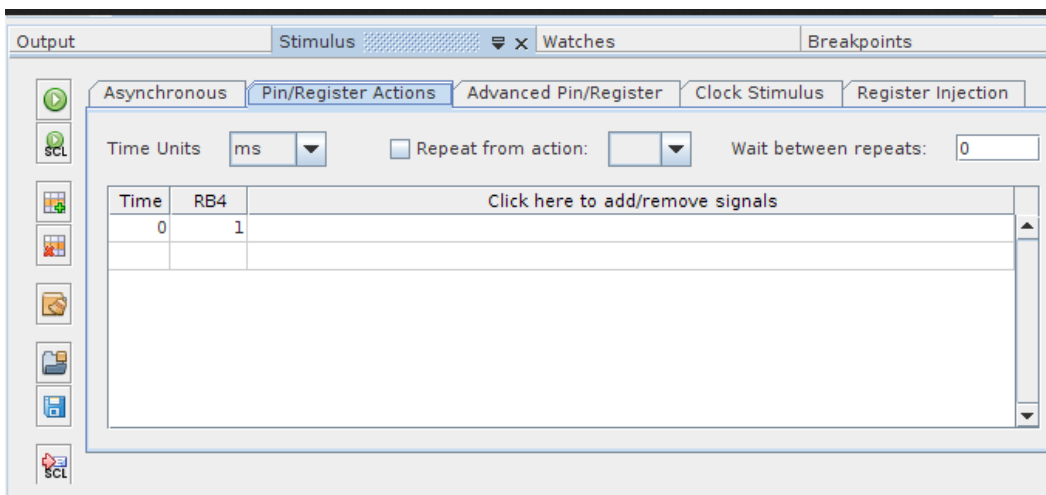 Output Stimulus Watches Breakpoints
Asynchronous Pin/Register Actions Advanced Pin/Register Clock Stimulus Register Injection
Time Units ms Repeat from action: Wait between repeats: 0
SCL
Time RB4 Click here to add/remove signals
0 1
SCL